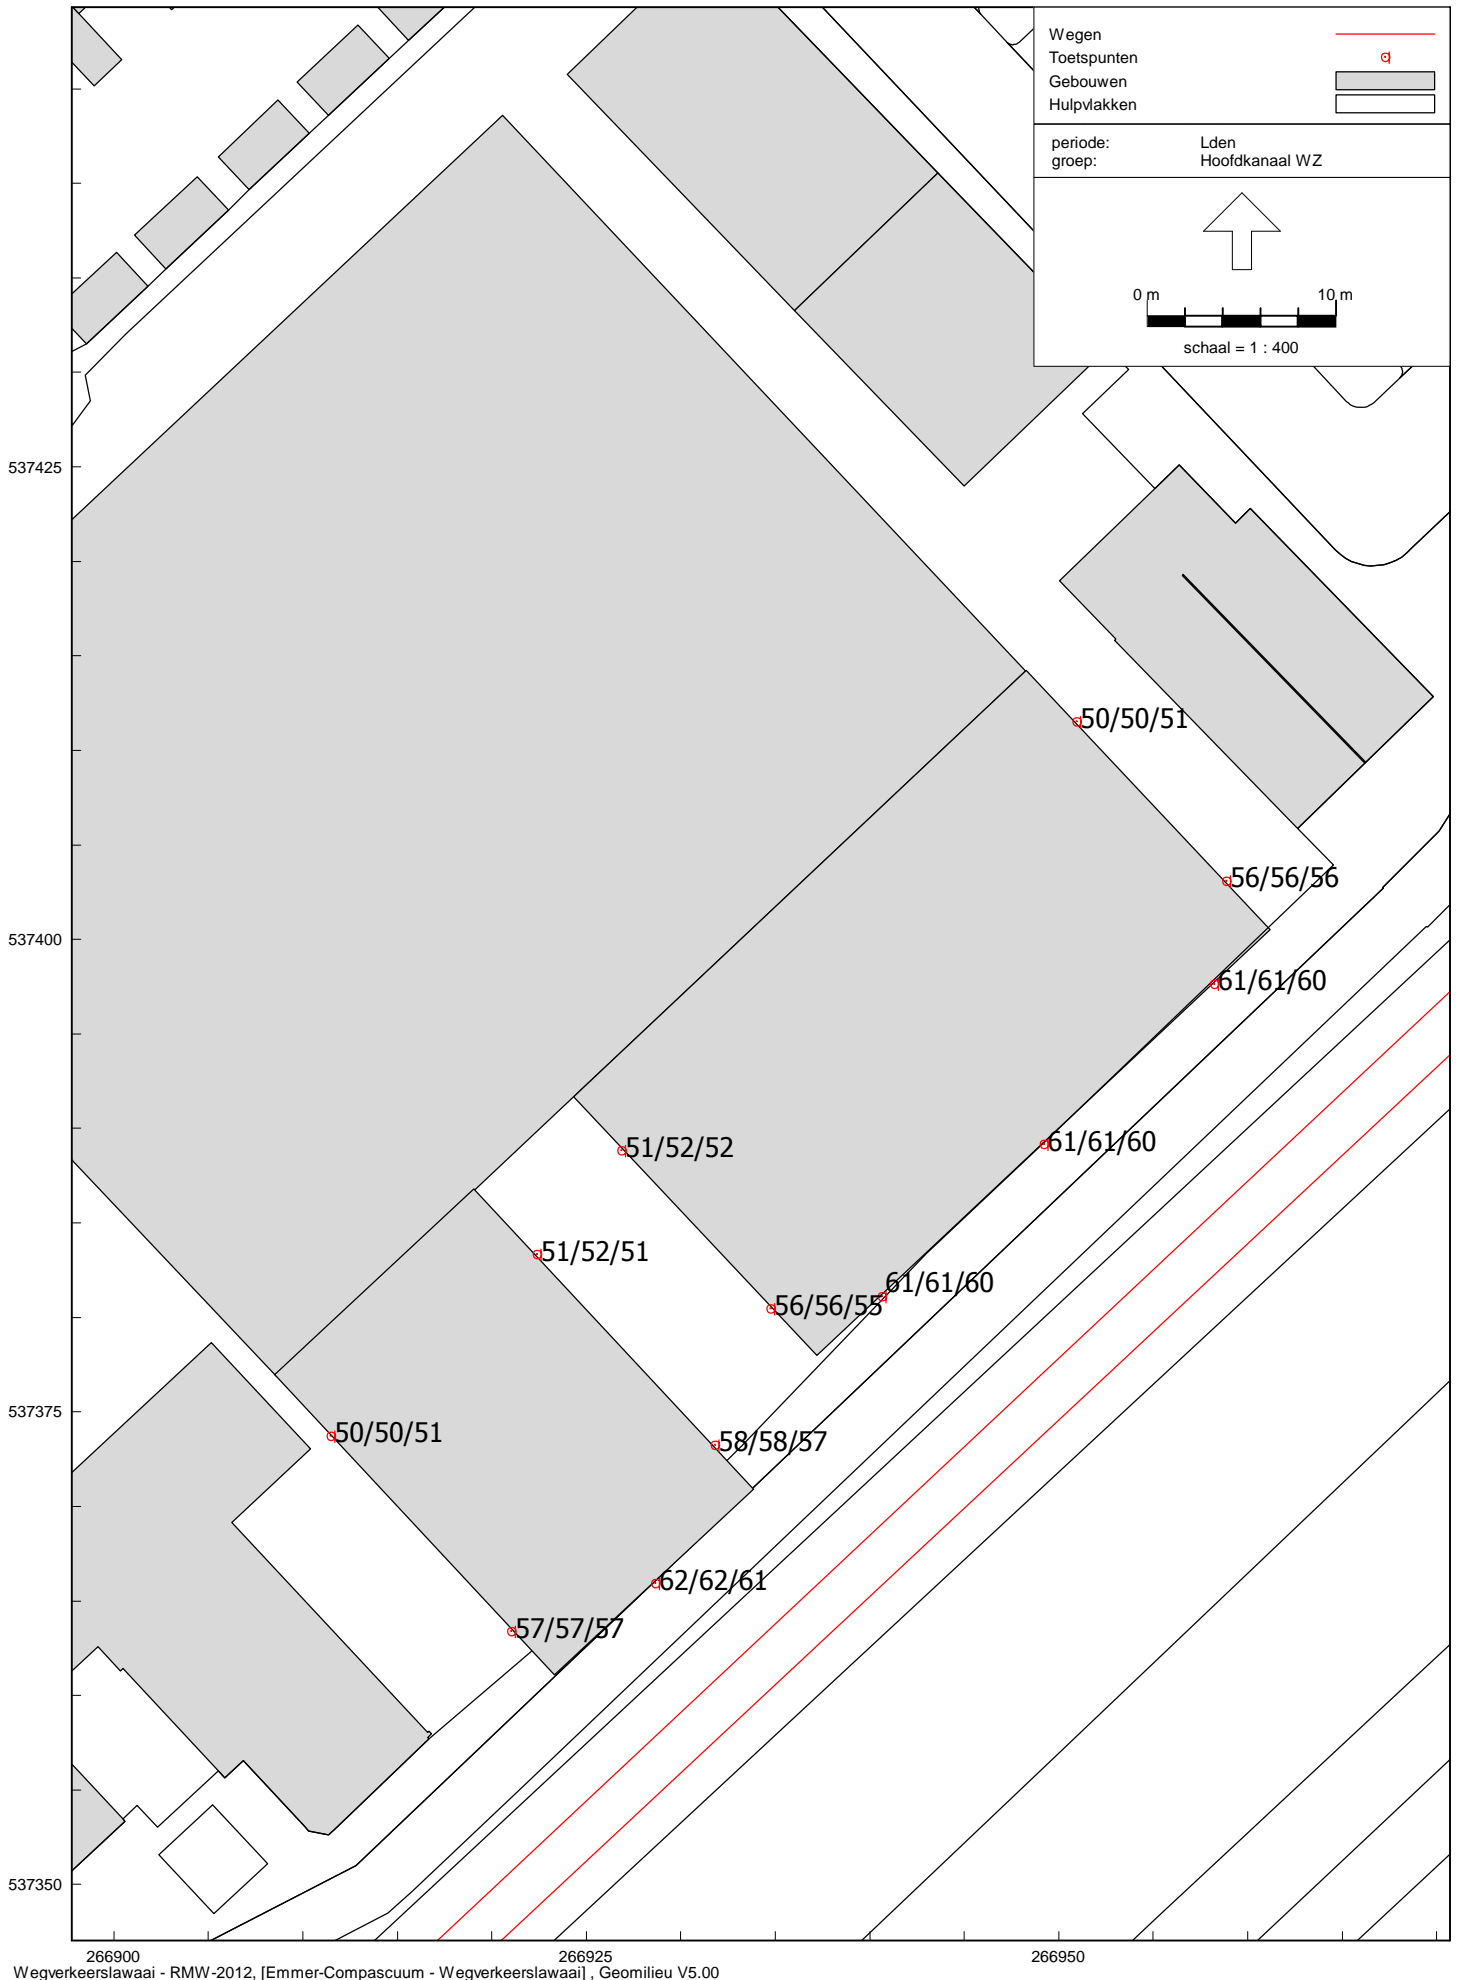 Wegen
Toetspunten
Gebouwen
Hulpvlakken
periode: Lden
groep: Hoofdkanaal WZ
0 m 10 m
schaal = 1 : 400
537425
50/50/51
56/56/56
537400
61/61/60
61/61/60
51/52/52
51/52/51
61/61/60
56/56/55
537375
50/50/51
58/58/57
62/62/61
57/57/57
537350
266900 266925 266950
Wegverkeerslawaai - RMW-2012, [Emmer-Compascuum - Wegverkeerslawaai] , Geomilieu V5.00